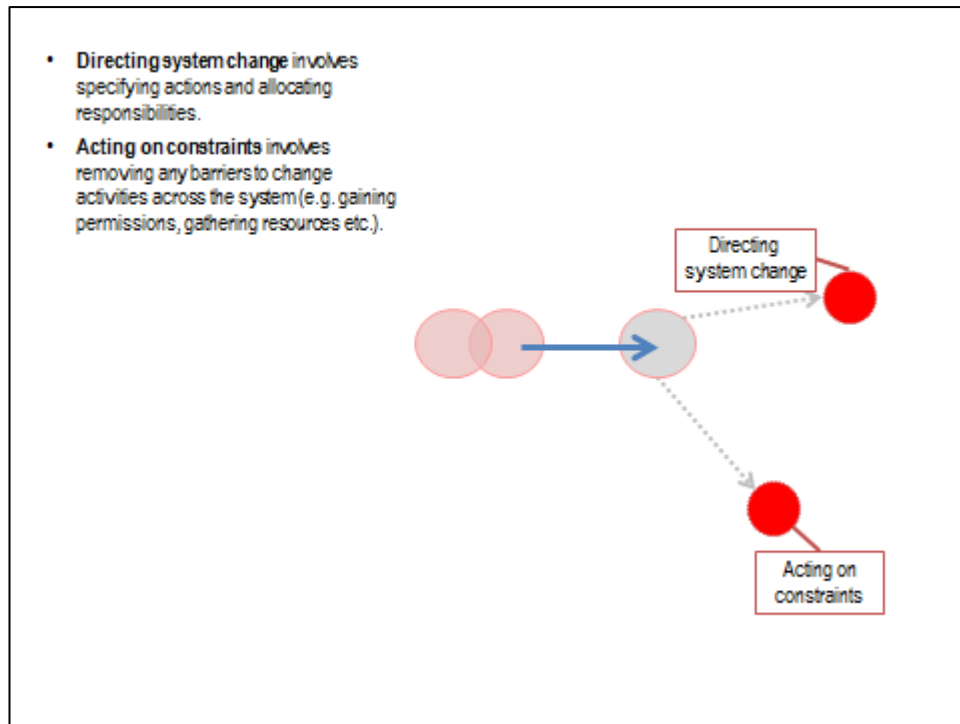 • Directing system change involves
specifying actions and allocating
responsibilities.
• Acting on constraints involves
removing any barriers to change
activities across the system (e.g. gaining
permissions, gathering resources etc.).
Directing
system change
Acting on
constraints